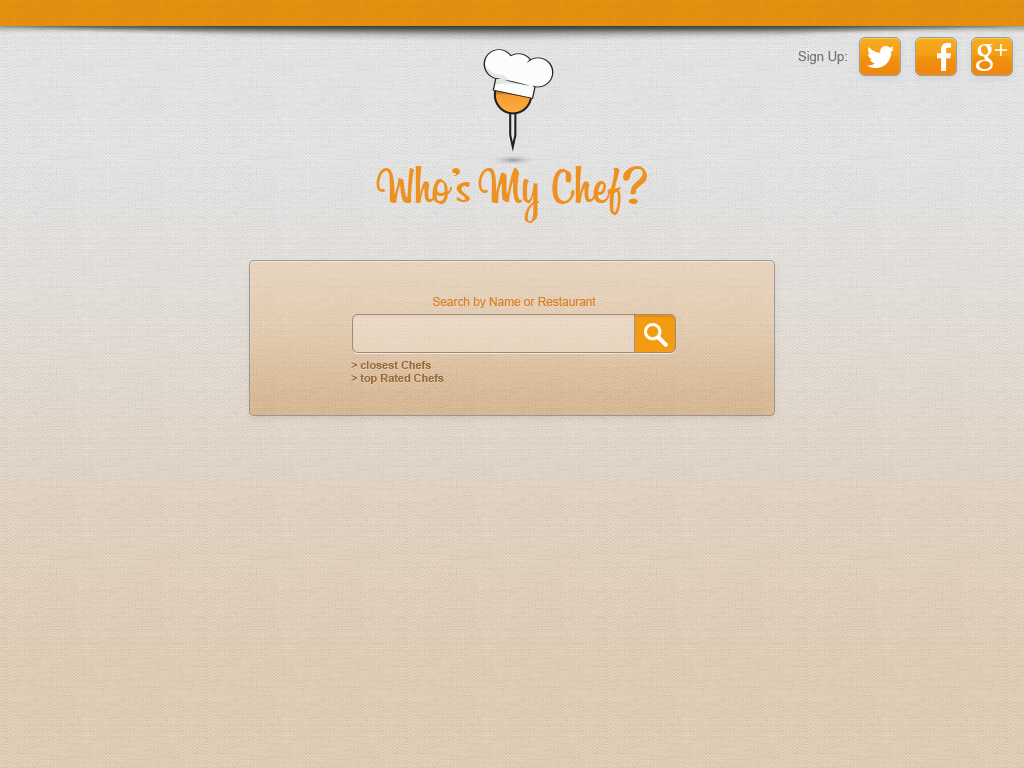 Sign Up:
g+
Who's My Chef?
Search by Name or Restaurant
> closest Chefs
> top Rated Chefs